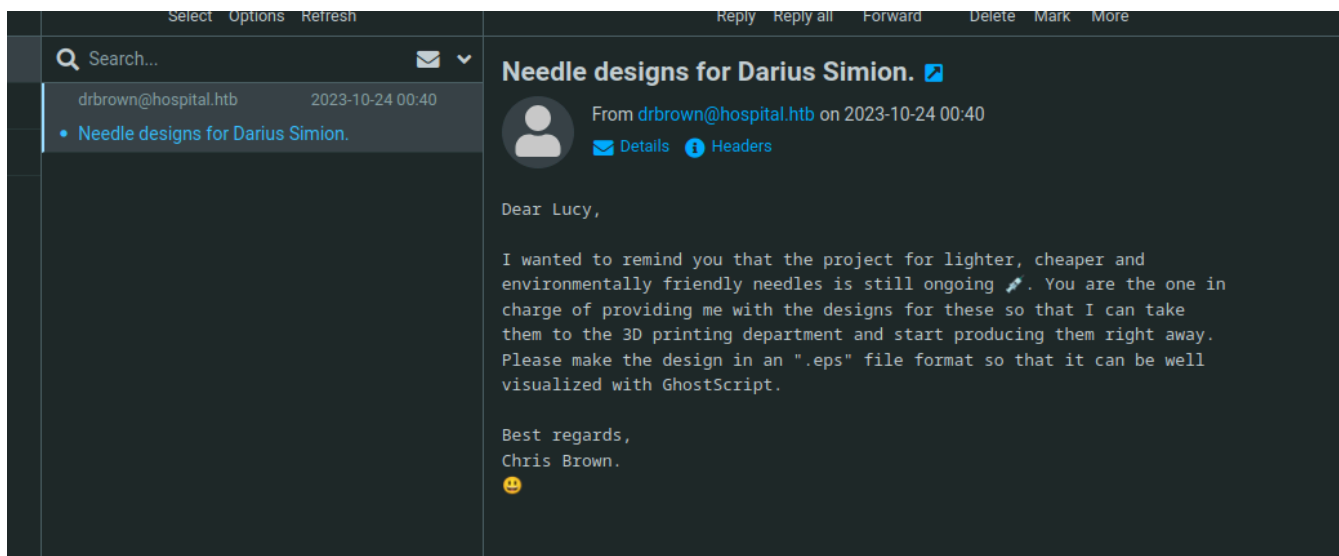 Select Options Refresh
Reply Reply all Forward Delete Mark More
Search...
drbrown@hospital.htb 2023-10-24 00:40
Needle designs for Darius Simion.
Needle designs for Darius Simion.
From drbrown@hospital.htb on 2023-10-24 00:40
Details Headers
Dear Lucy,
I wanted to remind you that the project for lighter, cheaper and
environmentally friendly needles is still ongoing 💉. You are the one in
charge of providing me with the designs for these so that I can take
them to the 3D printing department and start producing them right away.
Please make the design in an ".eps" file format so that it can be well
visualized with GhostScript.
Best regards,
Chris Brown.
😃